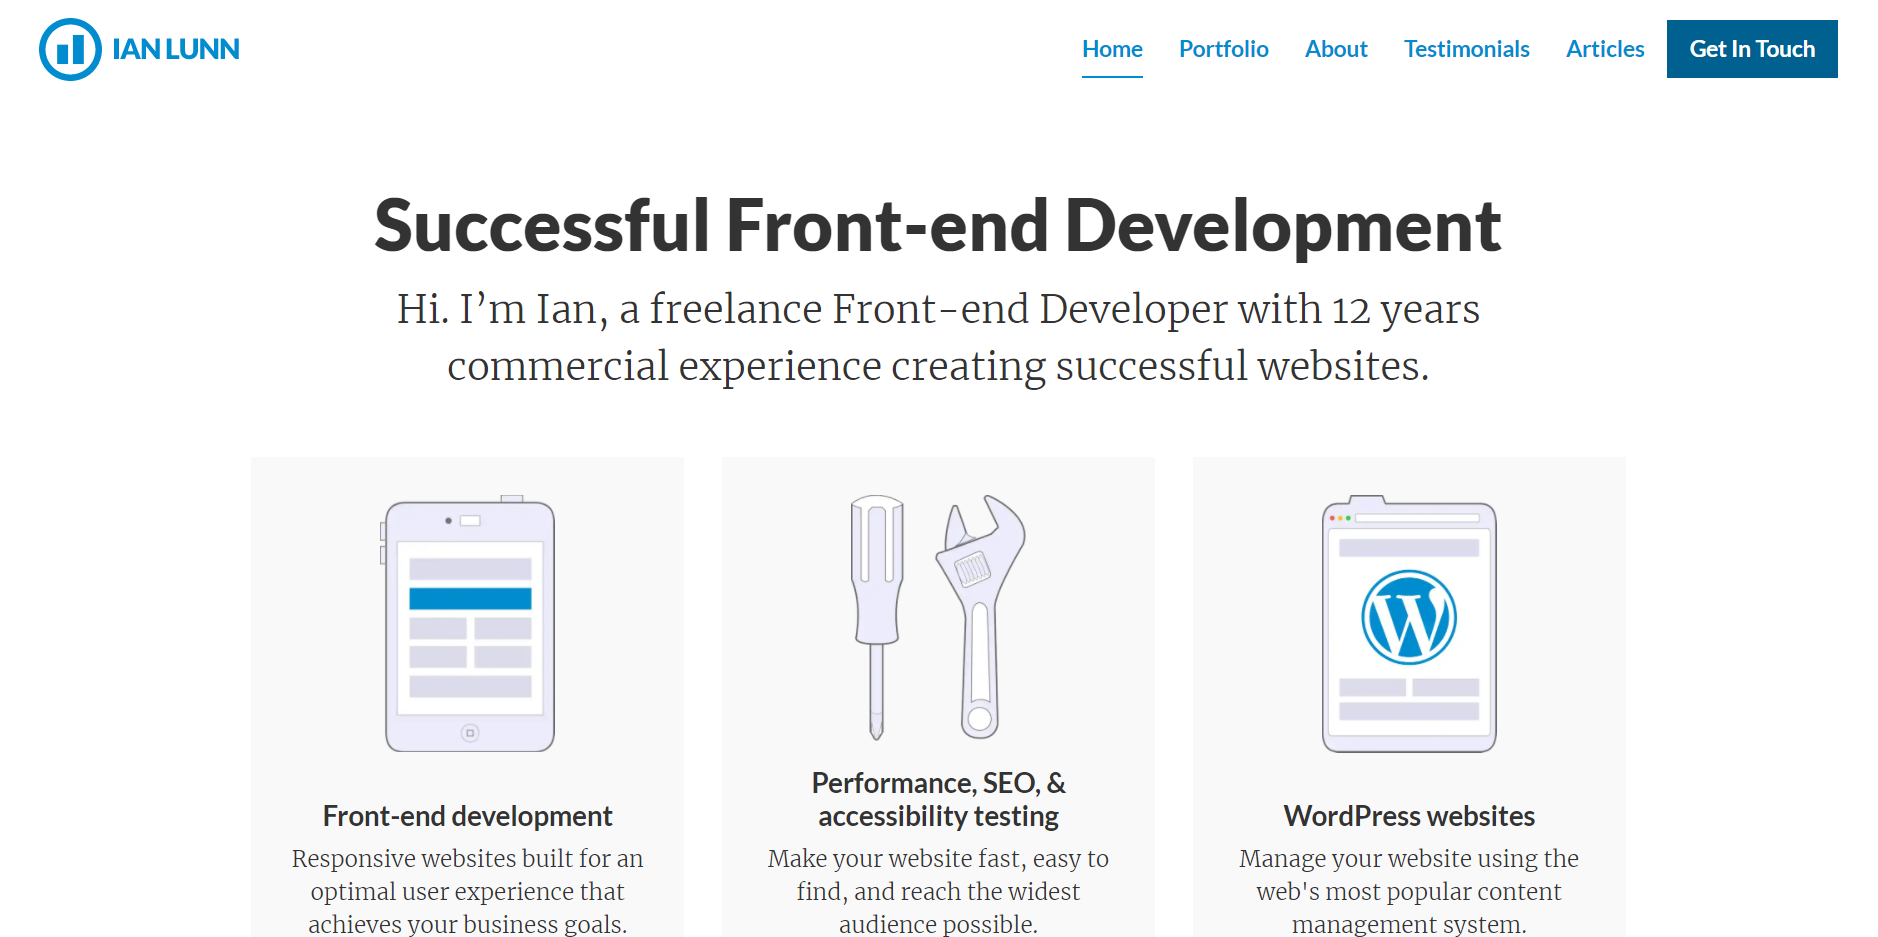 IAN LUNN
Home Portfolio About Testimonials Articles Get In Touch
Successful Front-end Development
Hi. I’m Ian, a freelance Front-end Developer with 12 years
commercial experience creating successful websites.
Front-end development
Responsive websites built for an
optimal user experience that
achieves your business goals.
Performance, SEO, &
accessibility testing
Make your website fast, easy to
find, and reach the widest
audience possible.
WordPress websites
Manage your website using the
web's most popular content
management system.